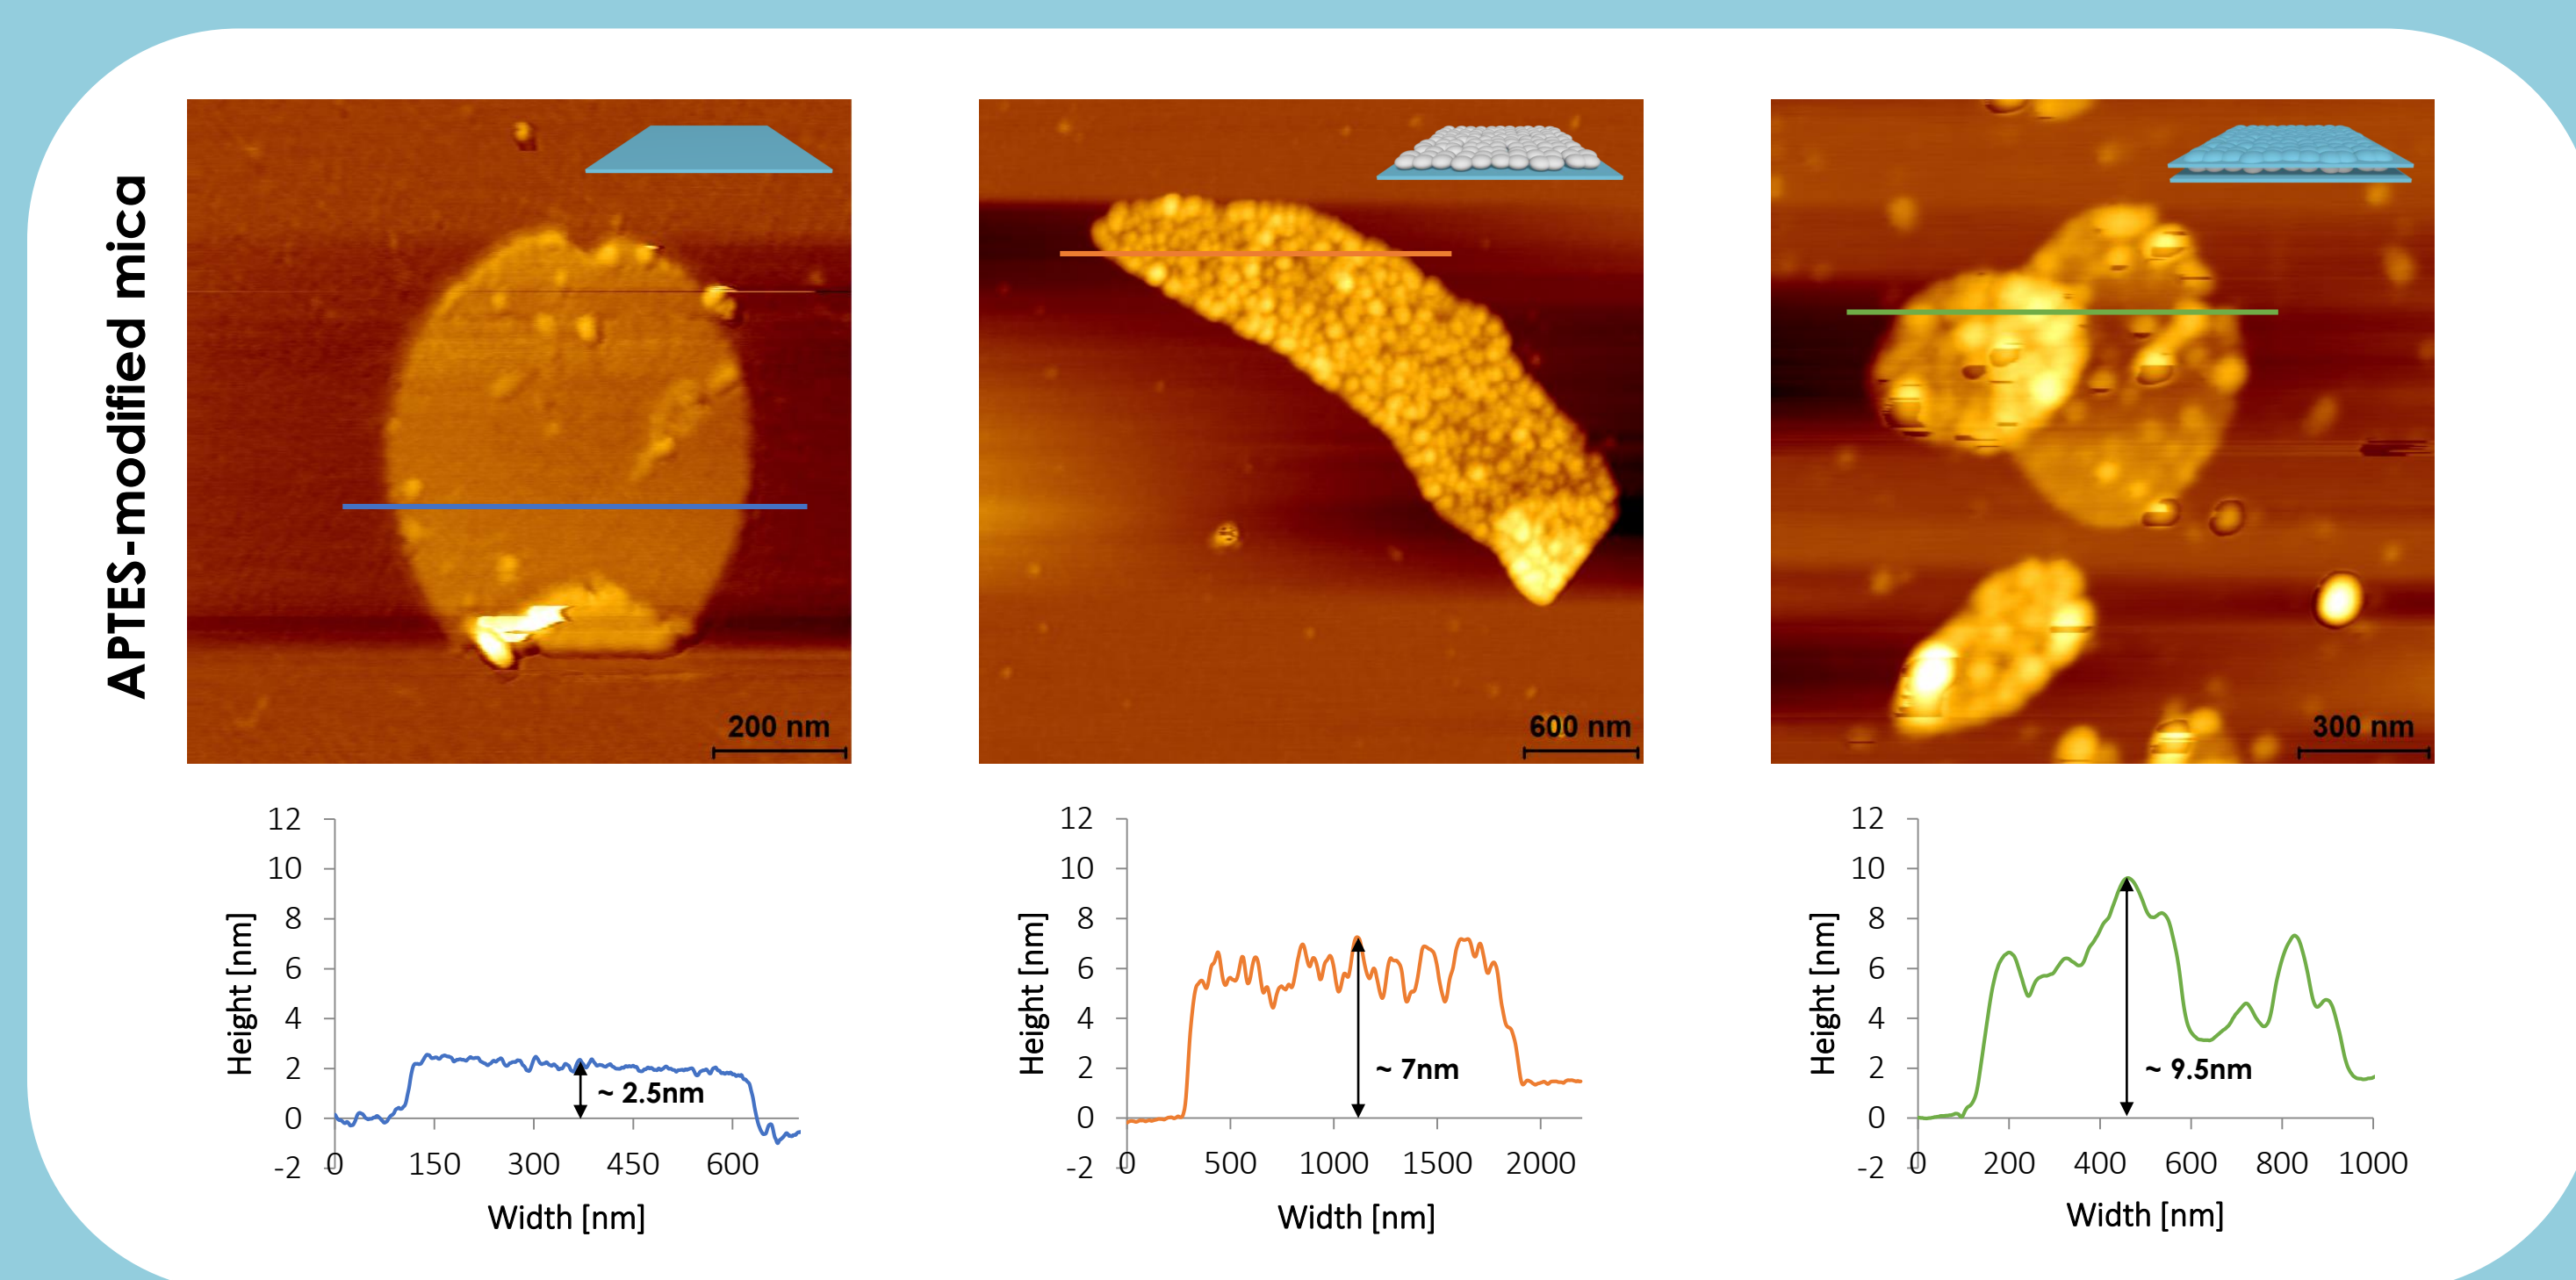 APTES-modified mica
200 nm
600 nm
300 nm
12
10
8
6
4
2
0
-2
Height [nm]
~ 2.5nm
0 150 300 450 600
Width [nm]
12
10
8
6
4
2
0
-2
Height [nm]
~ 7nm
0 500 1000 1500 2000
Width [nm]
12
10
8
6
4
2
0
-2
Height [nm]
~ 9.5nm
0 200 400 600 800 1000
Width [nm]